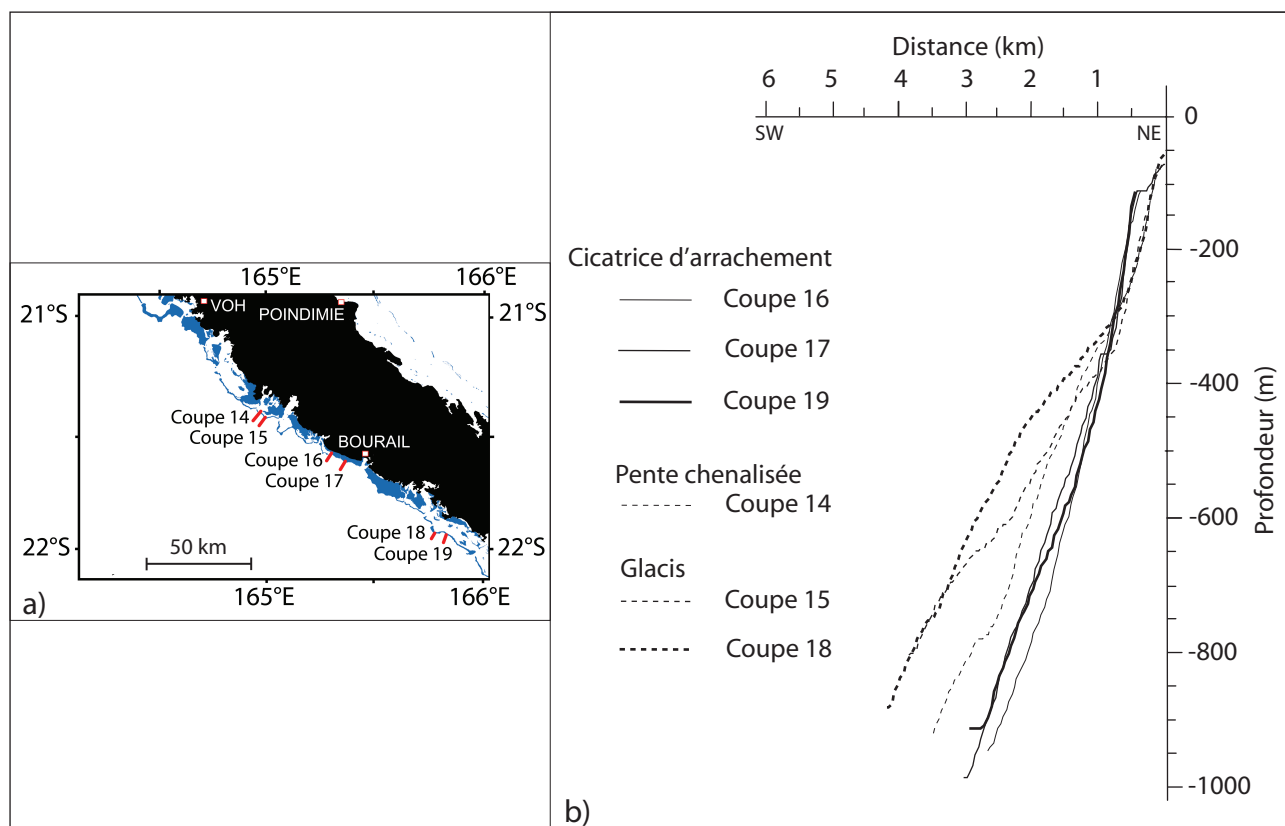 165°E 166°E
VOH
POINDIMIE
21°S 21°S
Coupe 14
Coupe 15
BOURAIL
Coupe 16
Coupe 17
Coupe 18
Coupe 19
22°S 22°S
50 km
165°E 166°E
a)
Distance (km)
6 5 4 3 2 1
SW NE
0
-200
-400
-600
-800
-1000
Profondeur (m)
Cicatrice d'arrachement
Coupe 16
Coupe 17
Coupe 19
Pente chenalisée
Coupe 14
Glacis
Coupe 15
Coupe 18
b)